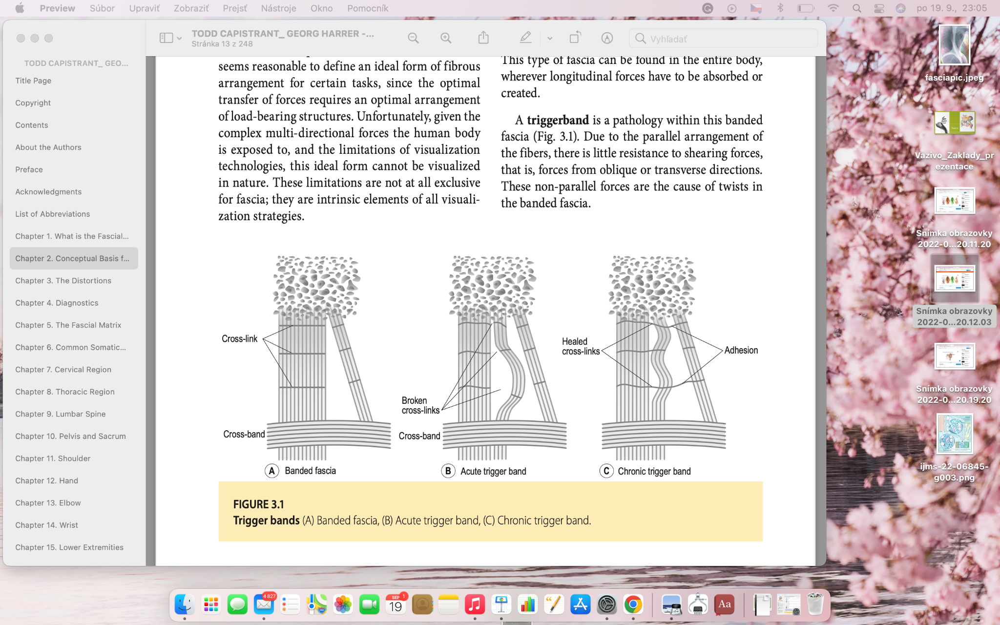 Preview Súbor Upraviť Zobraziť Prejsť Nástroje Okno Pomocník
po 19. 9., 23:05
TODD CAPISTRANT_ GEORG HARRER -...
Stránka 13 z 248
Vyhľadať
TODD CAPISTRANT_ GEO...
Title Page
Copyright
Contents
About the Authors
Preface
Acknowledgments
List of Abbreviations
Chapter 1. What is the Fascial...
Chapter 2. Conceptual Basis f...
Chapter 3. The Distortions
Chapter 4. Diagnostics
Chapter 5. The Fascial Matrix
Chapter 6. Common Somatic...
Chapter 7. Cervical Region
Chapter 8. Thoracic Region
Chapter 9. Lumbar Spine
Chapter 10. Pelvis and Sacrum
Chapter 11. Shoulder
Chapter 12. Hand
Chapter 13. Elbow
Chapter 14. Wrist
Chapter 15. Lower Extremities
seems reasonable to define an ideal form of fibrous
arrangement for certain tasks, since the optimal
transfer of forces requires an optimal arrangement
of load-bearing structures. Unfortunately, given the
complex multi-directional forces the human body
is exposed to, and the limitations of visualization
technologies, this ideal form cannot be visualized
in nature. These limitations are not at all exclusive
for fascia; they are intrinsic elements of all visuali-
zation strategies.
This type of fascia can be found in the entire body,
wherever longitudinal forces have to be absorbed or
created.
A triggerband is a pathology within this banded
fascia (Fig. 3.1). Due to the parallel arrangement of
the fibers, there is little resistance to shearing forces,
that is, forces from oblique or transverse directions.
These non-parallel forces are the cause of twists in
the banded fascia.
Cross-link
Cross-band
A Banded fascia
Broken
cross-links
Cross-band
B Acute trigger band
Healed
cross-links
Adhesion
C Chronic trigger band
FIGURE 3.1
Trigger bands (A) Banded fascia, (B) Acute trigger band, (C) Chronic trigger band.
fasciapic.jpeg
Vazivo_Zaklady_pr
ezentace
Snímka obrazovky
2022-0...20.11.20
Snímka obrazovky
2022-0...20.12.03
Snímka obrazovky
2022-0...20.19.20
ijms-22-06845-
g003.png
4 827
SEP 1
19
280
Aa